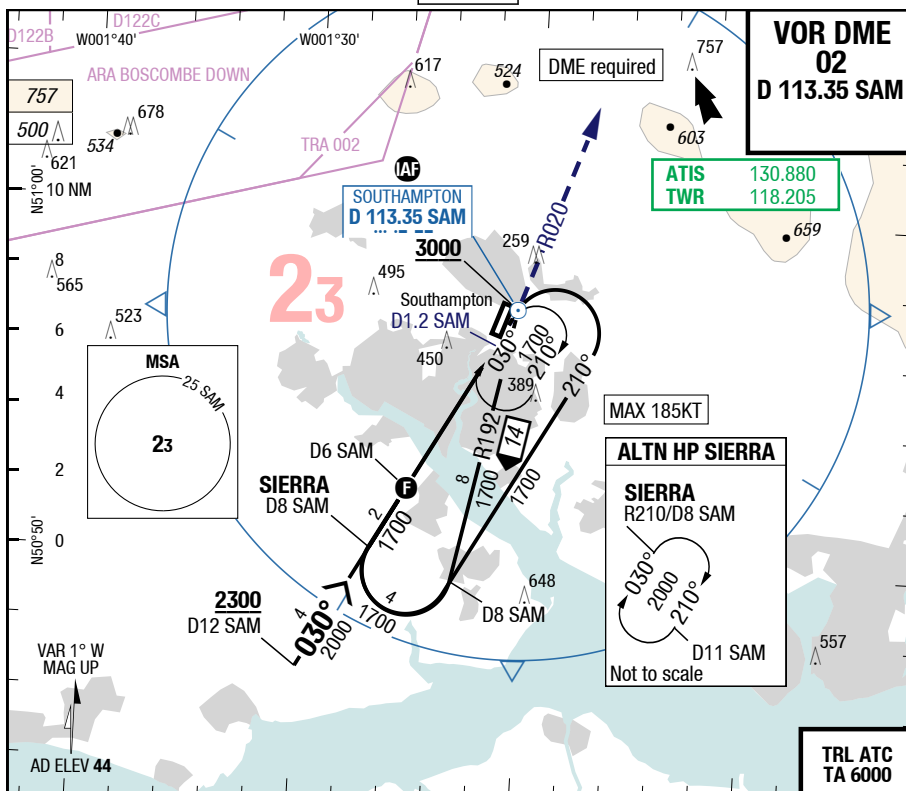 D122C
D122B
W001°40'
W001°30'
VOR DME
02
D 113.35 SAM
757
617
524
DME required
ARA BOSCOMBE DOWN
757
500
678
534
621
TRA 002
603
N51°00'
10 NM
IAF
ATIS 130.880
TWR 118.205
SOUTHAMPTON
D 113.35 SAM
3000
259
R020
659
8
565
495
23
Southampton
D1.2 SAM
6
523
450
030°
1700
210°
210°
389
MSA
25 SAM
23
4
MAX 185KT
R192
14
D6 SAM
F
ALTN HP SIERRA
2
SIERRA
D8 SAM
8
1700
1700
SIERRA
R210/D8 SAM
2
1700
N50°50'
0
030°
2000
210°
648
D8 SAM
4
1700
2300
D12 SAM
4
030°
2000
D11 SAM
Not to scale
557
VAR 1° W
MAG UP
AD ELEV 44
TRL ATC
TA 6000